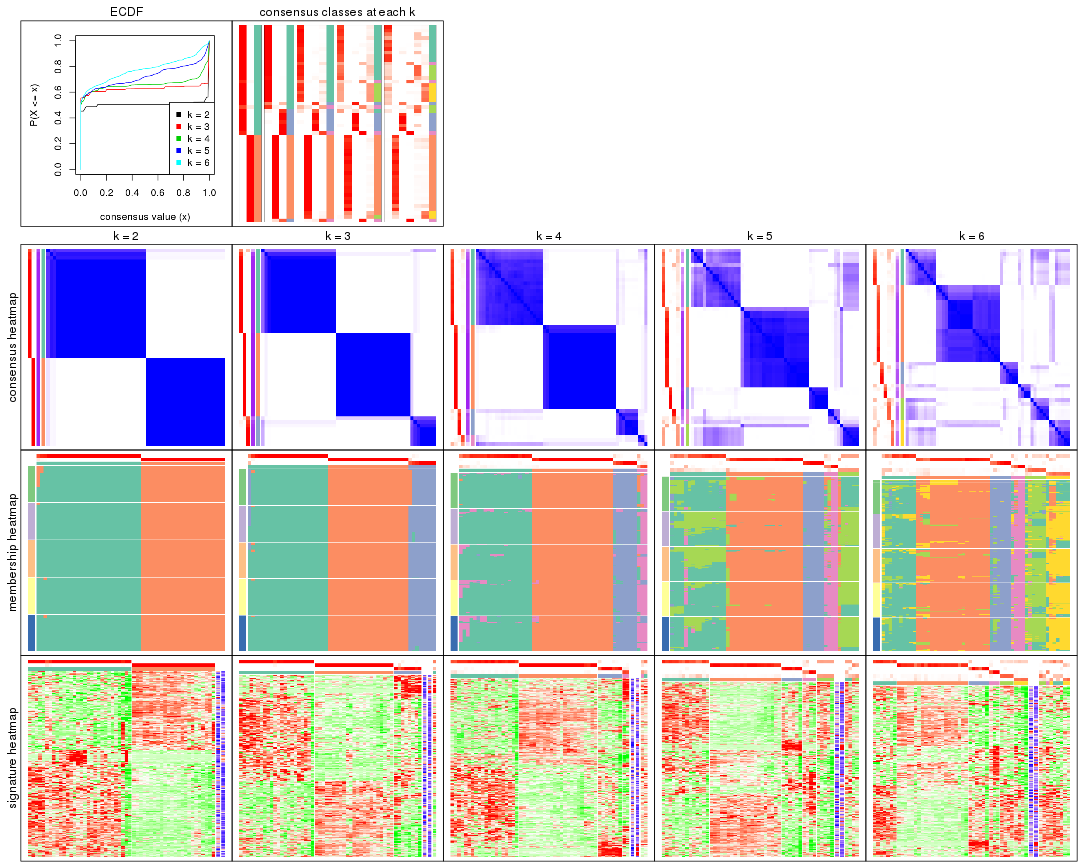 ECDF
consensus classes at each k
P(X <= x)
0.0 0.2 0.4 0.6 0.8 1.0
k = 2
k = 3
k = 4
k = 5
k = 6
0.0 0.2 0.4 0.6 0.8 1.0
consensus value (x)
k = 2
k = 3
k = 4
k = 5
k = 6
consensus heatmap
membership heatmap
signature heatmap